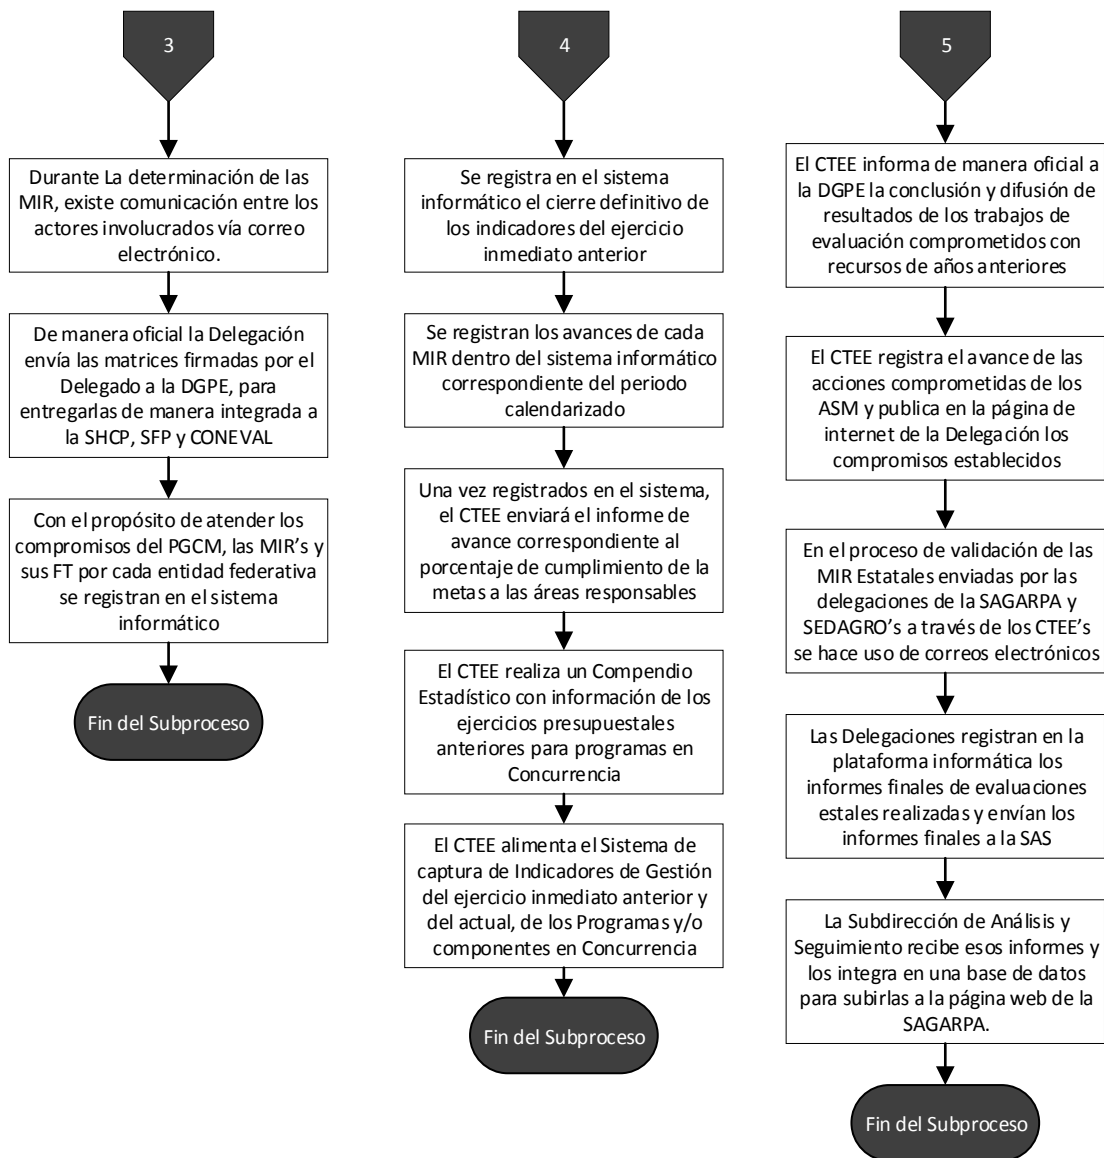 3
Durante La determinación de las
MIR, existe comunicación entre los
actores involucrados vía correo
electrónico.
De manera oficial la Delegación
envía las matrices firmadas por el
Delegado a la DGPE, para
entregarlas de manera integrada a
la SHCP, SFP y CONEVAL
Con el propósito de atender los
compromisos del PGCM, las MIR’s y
sus FT por cada entidad federativa
se registran en el sistema
informático
Fin del Subproceso
4
Se registra en el sistema
informático el cierre definitivo de
los indicadores del ejercicio
inmediato anterior
Se registran los avances de cada
MIR dentro del sistema informático
correspondiente del periodo
calendarizado
Una vez registrados en el sistema,
el CTEE enviará el informe de
avance correspondiente al
porcentaje de cumplimiento de la
metas a las áreas responsables
El CTEE realiza un Compendio
Estadístico con información de los
ejercicios presupuestales
anteriores para programas en
Concurrencia
El CTEE alimenta el Sistema de
captura de Indicadores de Gestión
del ejercicio inmediato anterior y
del actual, de los Programas y/o
componentes en Concurrencia
Fin del Subproceso
5
El CTEE informa de manera oficial a
la DGPE la conclusión y difusión de
resultados de los trabajos de
evaluación comprometidos con
recursos de años anteriores
El CTEE registra el avance de las
acciones comprometidas de los
ASM y publica en la página de
internet de la Delegación los
compromisos establecidos
En el proceso de validación de las
MIR Estatales enviadas por las
delegaciones de la SAGARPA y
SEDAGRO’s a través de los CTEE’s
se hace uso de correos electrónicos
Las Delegaciones registran en la
plataforma informática los
informes finales de evaluaciones
estales realizadas y envían los
informes finales a la SAS
La Subdirección de Análisis y
Seguimiento recibe esos informes y
los integra en una base de datos
para subirlas a la página web de la
SAGARPA.
Fin del Subproceso